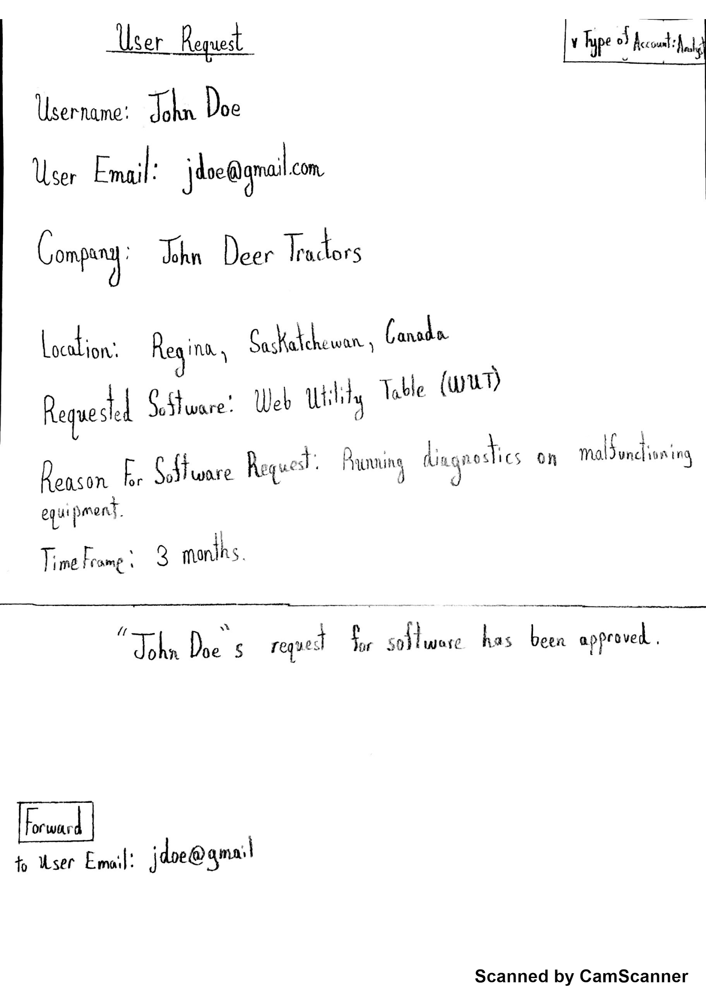 User Request
v Type of Account: Analyst
Username: John Doe
User Email: jdoe@gmail.com
Company: John Deer Tractors
Location: Regina, Saskatchewan, Canada
Requested Software: Web Utility Table (WUT)
Reason For Software Request: Running diagnostics on malfunctioning
equipment.
TimeFrame: 3 months.
"John Doe"s request for software has been approved.
Forward
to User Email: jdoe@gmail
Scanned by CamScanner